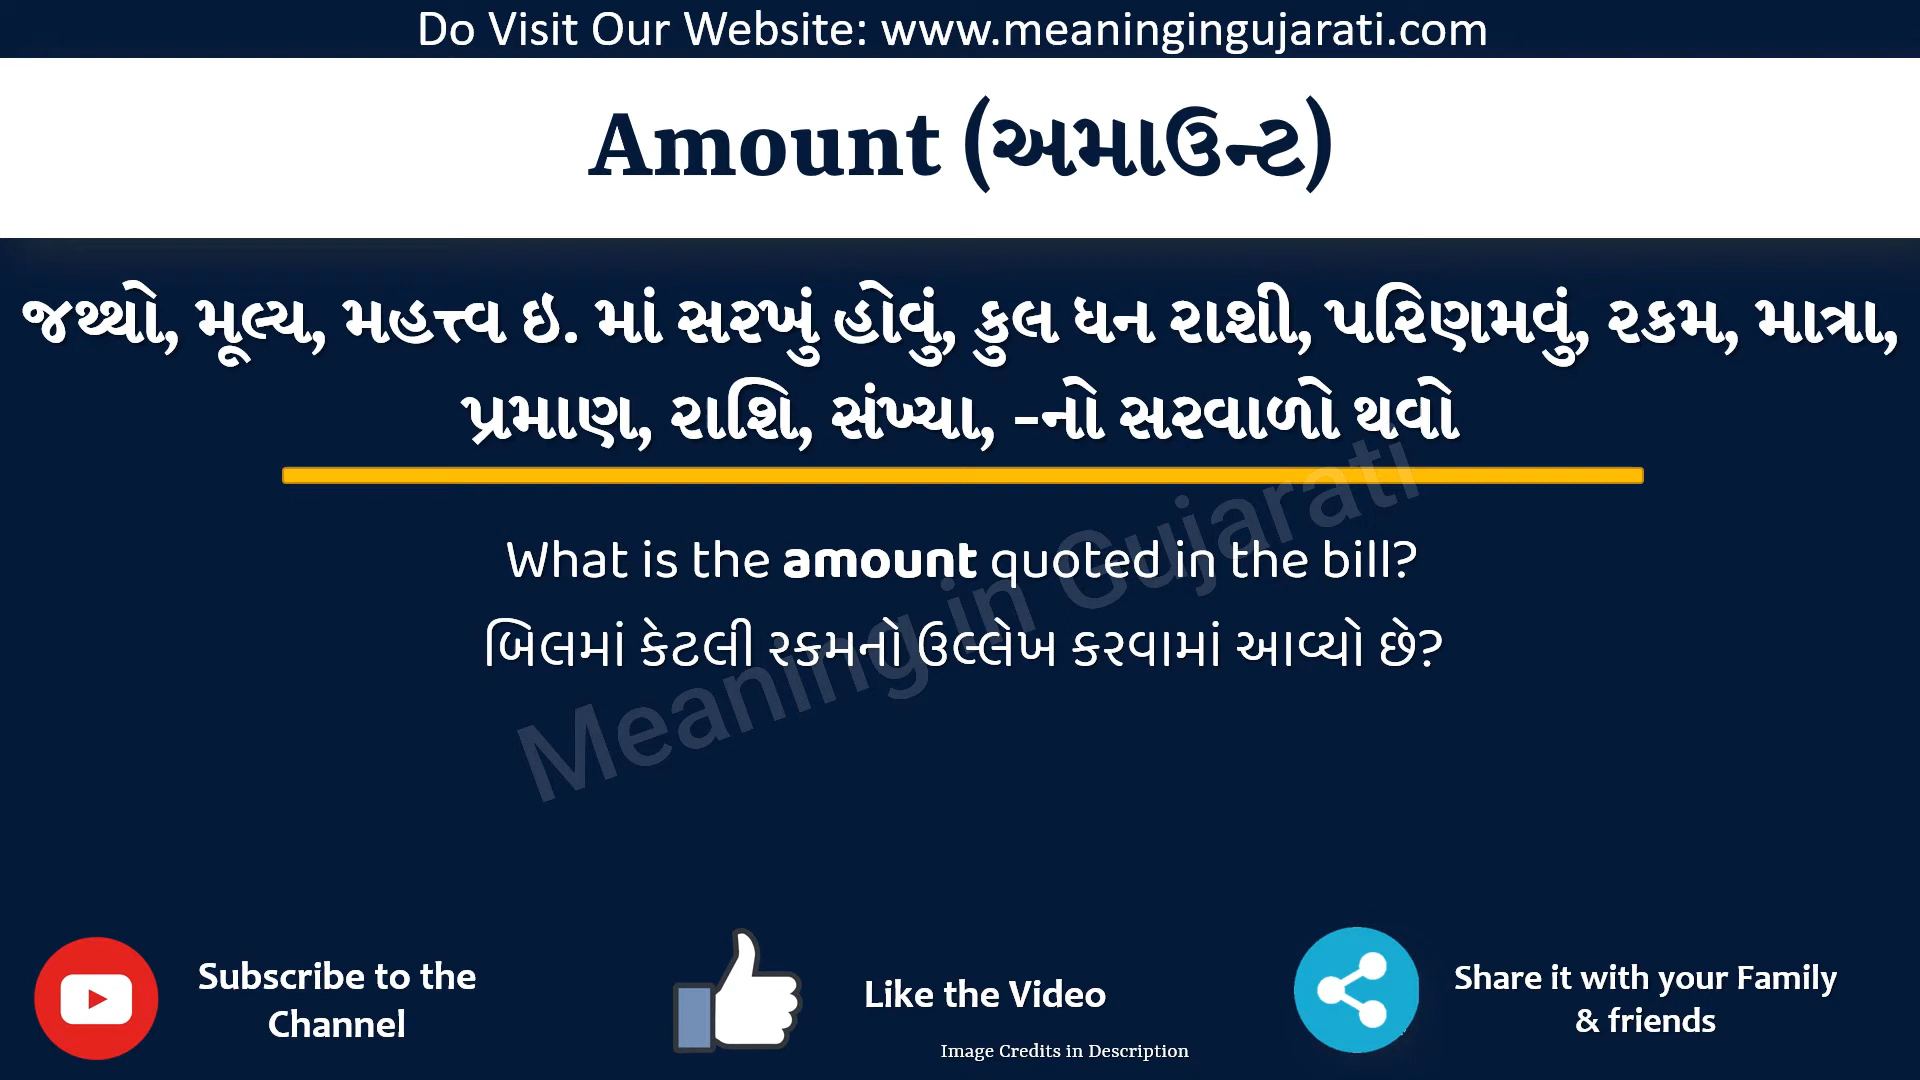 Do Visit Our Website: www.meaningingujarati.com
Amount (અમાઉન્ટ)
જથ્થો, મૂલ્ય, મહત્ત્વ ઇ. માં સરખું હોવું, કુલ ધન રાશી, પરિણમવું, રકમ, માત્રા,
પ્રમાણ, રાશિ, સંખ્યા, -નો સરવાળો થવો
What is the amount quoted in the bill?
બિલમાં કેટલી રકમનો ઉલ્લેખ કરવામાં આવ્યો છે?
Meaning in Gujarati
Subscribe to the
Channel
Like the Video
Share it with your Family
& friends
Image Credits in Description